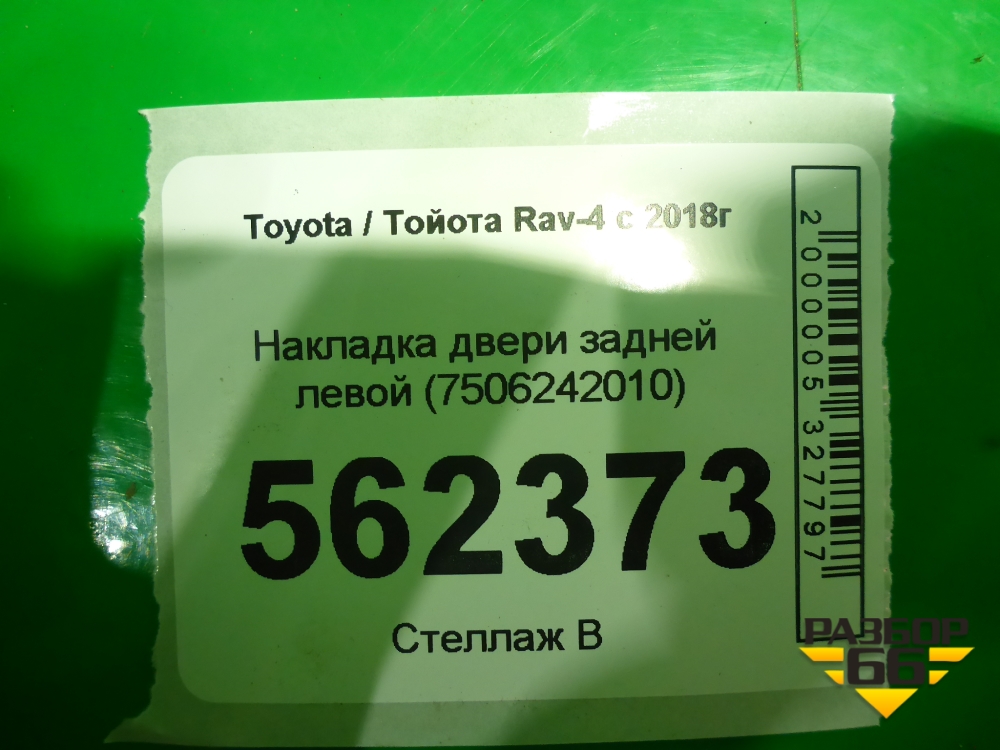 Toyota / Тойота Rav-4 с 2018г
Накладка двери задней
левой (7506242010)
562373
Стеллаж В
2000005327797
РАЗБОР
66